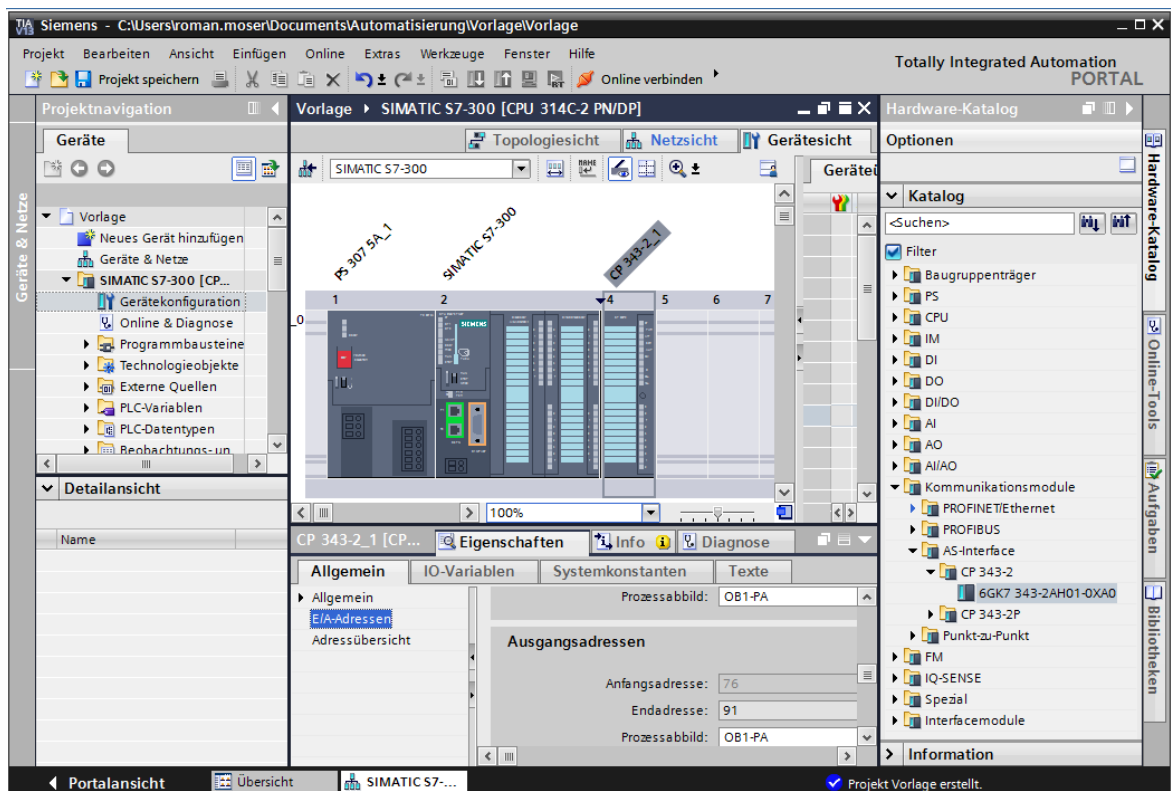 TIA V13 Siemens - C:\Users\roman.moser\Documents\Automatisierung\Vorlage\Vorlage
Projekt Bearbeiten Ansicht Einfügen Online Extras Werkzeuge Fenster Hilfe
Totally Integrated Automation
PORTAL
Projekt speichern
Online verbinden
Projektnavigation
Vorlage SIMATIC S7-300 [CPU 314C-2 PN/DP]
Hardware-Katalog
Geräte
Topologiesicht
Netzsicht
Gerätesicht
Optionen
SIMATIC S7-300
Geräteü
Geräte & Netze
Vorlage
Neues Gerät hinzufügen
Geräte & Netze
SIMATIC S7-300 [CP...
Gerätekonfiguration
Online & Diagnose
Programmbausteine
Technologieobjekte
Externe Quellen
PLC-Variablen
PLC-Datentypen
Beobachtungs- un
PS 307 5A_1
SIMATIC S7-300
CP 343-2_1
1
2
4
5
6
7
_0
SIEMENS
100%
Katalog
<Suchen>
Filter
Baugruppenträger
PS
CPU
IM
DI
DO
DI/DO
AI
AO
AI/AO
Kommunikationsmodule
PROFINET/Ethernet
PROFIBUS
AS-Interface
CP 343-2
6GK7 343-2AH01-0XA0
CP 343-2P
Punkt-zu-Punkt
FM
IQ-SENSE
Spezial
Interfacemodule
Information
Hardware-Katalog
Online-Tools
Aufgaben
Bibliotheken
Detailansicht
Name
CP 343-2_1 [CP...
Eigenschaften
Info
Diagnose
Allgemein
IO-Variablen
Systemkonstanten
Texte
Allgemein
E/A-Adressen
Adressübersicht
Prozessabbild: OB1-PA
Ausgangsadressen
Anfangsadresse: 76
Endadresse: 91
Prozessabbild: OB1-PA
Portalansicht
Übersicht
SIMATIC S7-...
Projekt Vorlage erstellt.